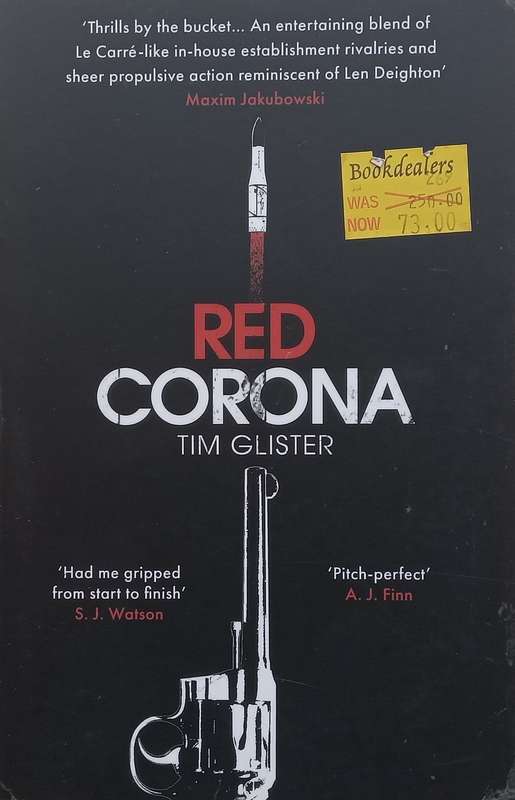 ‘Thrills by the bucket... An entertaining blend of
Le Carré-like in-house establishment rivalries and
sheer propulsive action reminiscent of Len Deighton’
Maxim Jakubowski
Bookdealers
WAS 250.00
NOW 73.00
RED
CORONA
TIM GLISTER
‘Had me gripped
from start to finish’
S. J. Watson
‘Pitch-perfect’
A. J. Finn